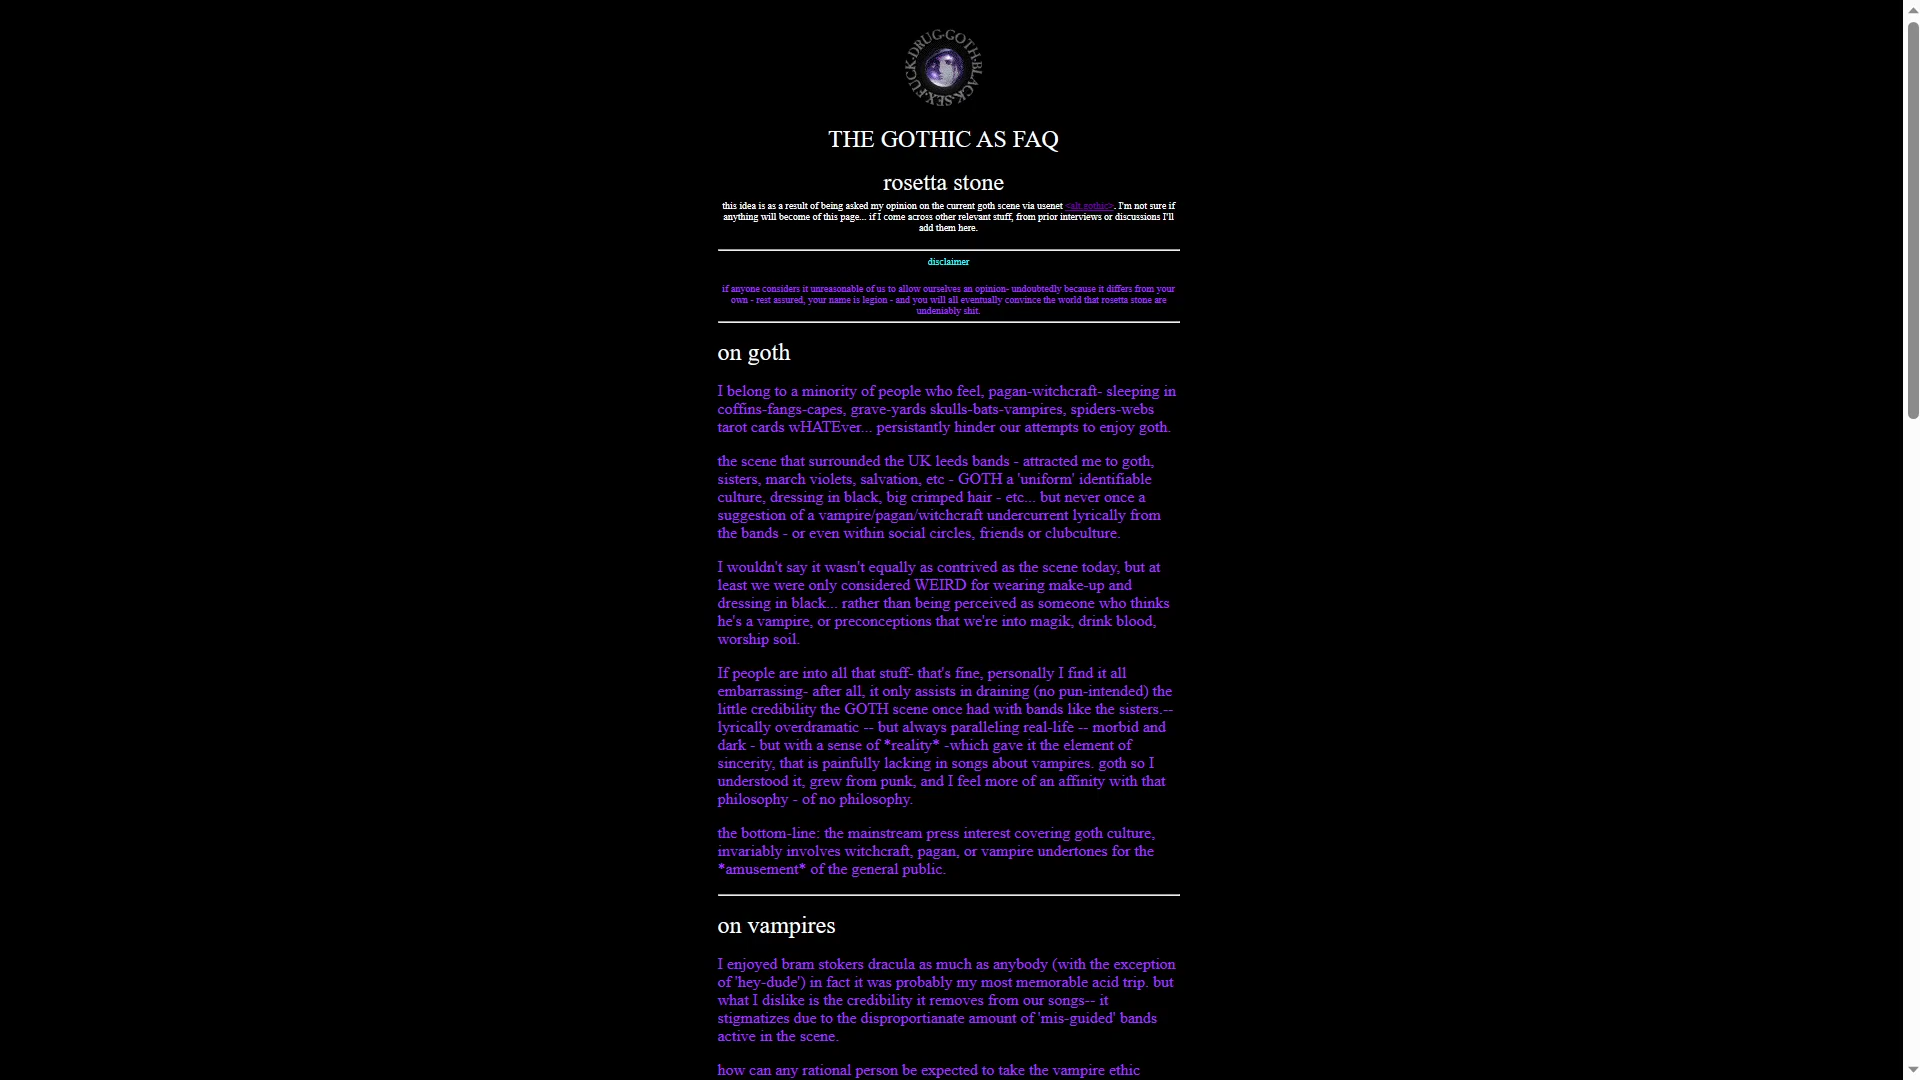 FUCK·DRUG·GOTH·BLACK·SEX·
THE GOTHIC AS FAQ
rosetta stone
this idea is as a result of being asked my opinion on the current goth scene via usenet <alt.gothic>. I'm not sure if
anything will become of this page... if I come across other relevant stuff, from prior interviews or discussions I'll
add them here.
disclaimer
if anyone considers it unreasonable of us to allow ourselves an opinion- undoubtedly because it differs from your
own - rest assured, your name is legion - and you will all eventually convince the world that rosetta stone are
undeniably shit.
on goth
I belong to a minority of people who feel, pagan-witchcraft- sleeping in
coffins-fangs-capes, grave-yards skulls-bats-vampires, spiders-webs
tarot cards wHATEver... persistantly hinder our attempts to enjoy goth.
the scene that surrounded the UK leeds bands - attracted me to goth,
sisters, march violets, salvation, etc - GOTH a 'uniform' identifiable
culture, dressing in black, big crimped hair - etc... but never once a
suggestion of a vampire/pagan/witchcraft undercurrent lyrically from
the bands - or even within social circles, friends or clubculture.
I wouldn't say it wasn't equally as contrived as the scene today, but at
least we were only considered WEIRD for wearing make-up and
dressing in black... rather than being perceived as someone who thinks
he's a vampire, or preconceptions that we're into magik, drink blood,
worship soil.
If people are into all that stuff- that's fine, personally I find it all
embarrassing- after all, it only assists in draining (no pun-intended) the
little credibility the GOTH scene once had with bands like the sisters.--
lyrically overdramatic -- but always paralleling real-life -- morbid and
dark - but with a sense of *reality* -which gave it the element of
sincerity, that is painfully lacking in songs about vampires. goth so I
understood it, grew from punk, and I feel more of an affinity with that
philosophy - of no philosophy.
the bottom-line: the mainstream press interest covering goth culture,
invariably involves witchcraft, pagan, or vampire undertones for the
*amusement* of the general public.
on vampires
I enjoyed bram stokers dracula as much as anybody (with the exception
of 'hey-dude') in fact it was probably my most memorable acid trip. but
what I dislike is the credibility it removes from our songs-- it
stigmatizes due to the disproportianate amount of 'mis-guided' bands
active in the scene.
how can any rational person be expected to take the vampire ethic